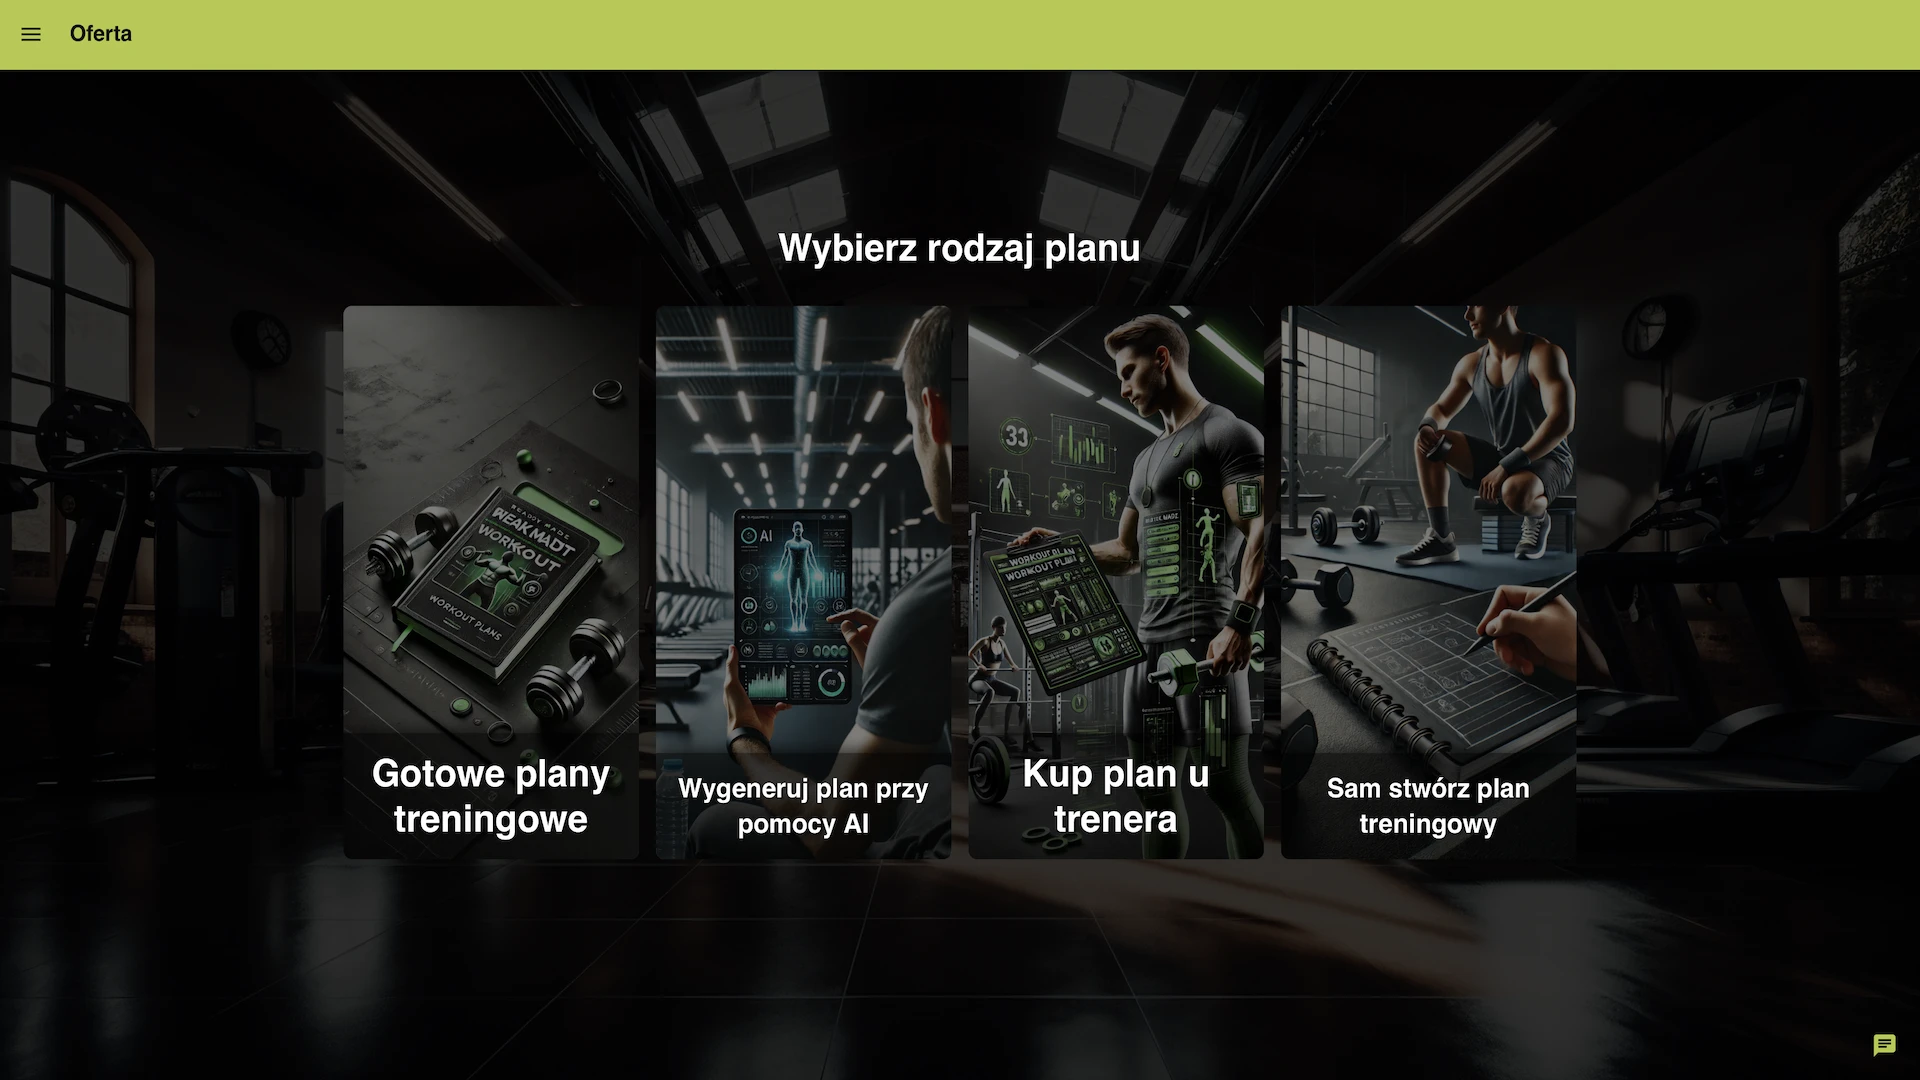 Oferta
Wybierz rodzaj planu
READY MADE
WEAK MADT
WORKKOUT
WORKOUT PLANS
AI
33
WORKOUT PLAN
WORKOUT PLAN
Gotowe plany
treningowe
Wygeneruj plan przy
pomocy AI
Kup plan u
trenera
Sam stwórz plan
treningowy